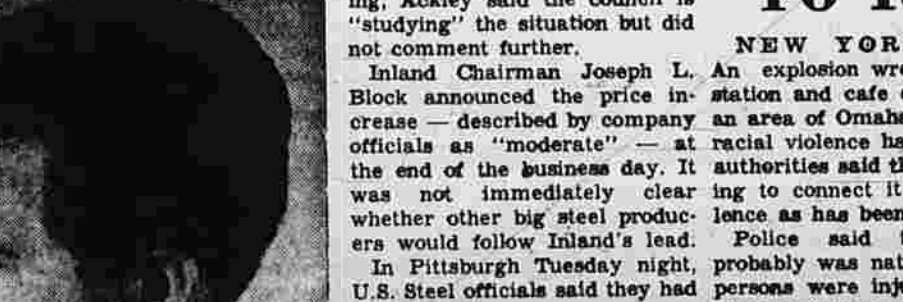 ing, Ackley said the council is
"studying" the situation but did
not comment further.
Inland Chairman Joseph L.
Block announced the price in-
crease — described by company
officials as "moderate" — at
the end of the business day. It
was not immediately clear
whether other big steel produc-
ers would follow Inland's lead.
In Pittsburgh Tuesday night,
U.S. Steel officials said they had
NEW YOR
An explosion wre
station and cafe
an area of Omaha
racial violence ha
authorities said th
ing to connect it
lence as has been
Police said
probably was nat
persons were inju